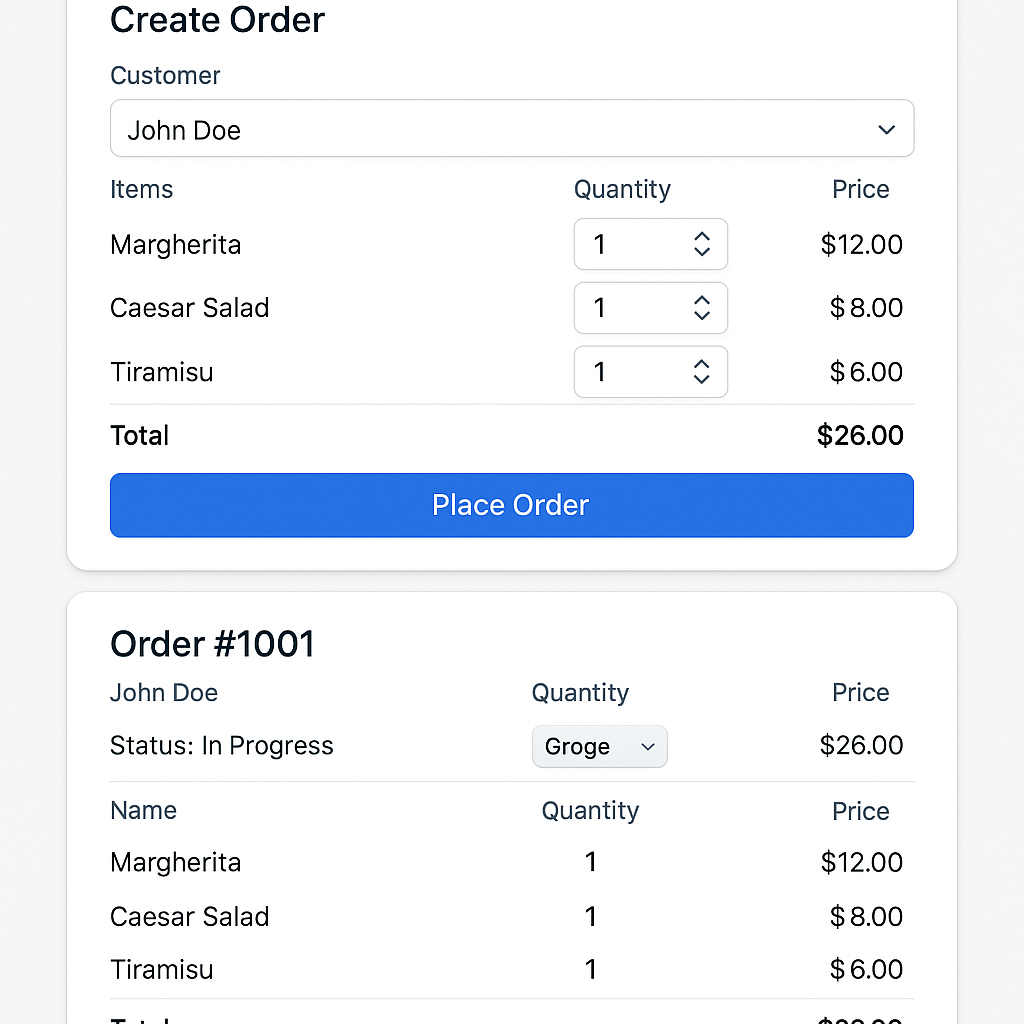 Create Order
Customer
John Doe
Items Quantity Price
Margherita 1 $12.00
Caesar Salad 1 $8.00
Tiramisu 1 $6.00
Total $26.00
Place Order
Order #1001
John Doe Quantity Price
Status: In Progress Groge $26.00
Name Quantity Price
Margherita 1 $12.00
Caesar Salad 1 $8.00
Tiramisu 1 $6.00